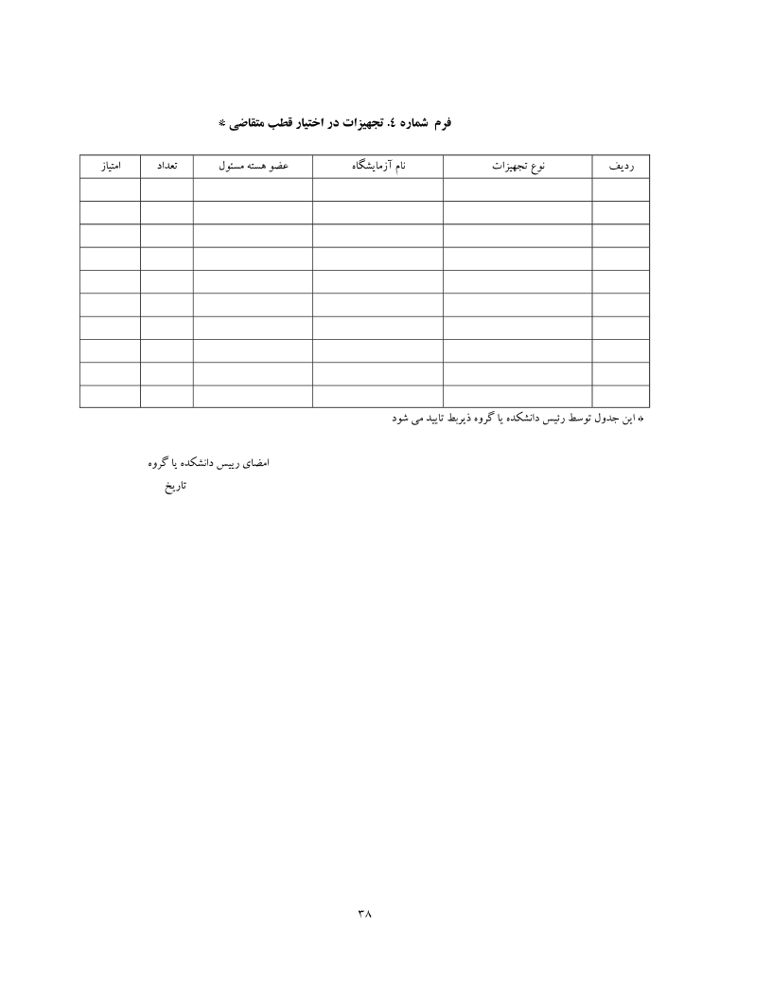 فرم شماره ٤. تجهیزات در اختیار قطب متقاضی *
ردیف نوع تجهیزات نام آزمایشگاه عضو هسته مسئول تعداد امتیاز
* این جدول توسط رئیس دانشکده یا گروه ذیربط تایید می شود
امضای رییس دانشکده یا گروه
تاریخ
۳۸